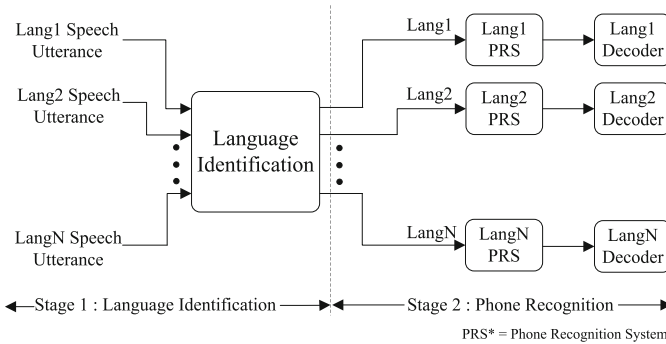 Lang1 Speech
Utterance
Lang2 Speech
Utterance
LangN Speech
Utterance
Language
Identification
Lang1
Lang1
PRS
Lang1
Decoder
Lang2
Lang2
PRS
Lang2
Decoder
LangN
LangN
PRS
LangN
Decoder
Stage 1 : Language Identification
Stage 2 : Phone Recognition
PRS* = Phone Recognition System